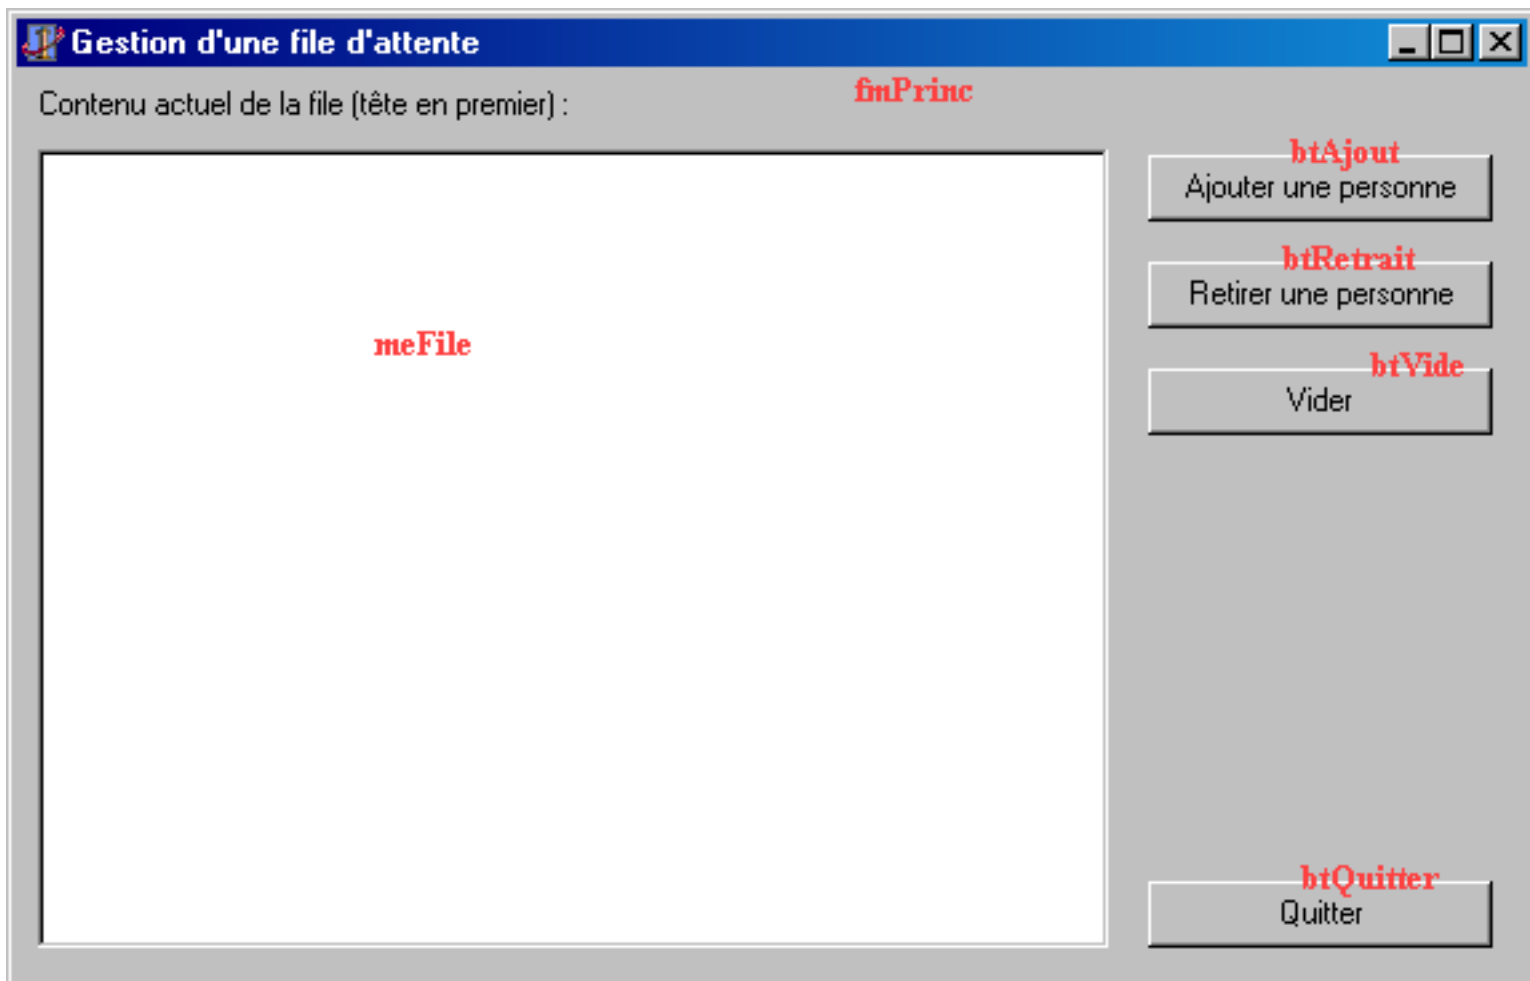 Gestion d'une file d'attente
fmPrinc
Contenu actuel de la file (tête en premier) :
btAjout
Ajouter une personne
btRetrait
Retirer une personne
meFile
btVide
Vider
btQuitter
Quitter